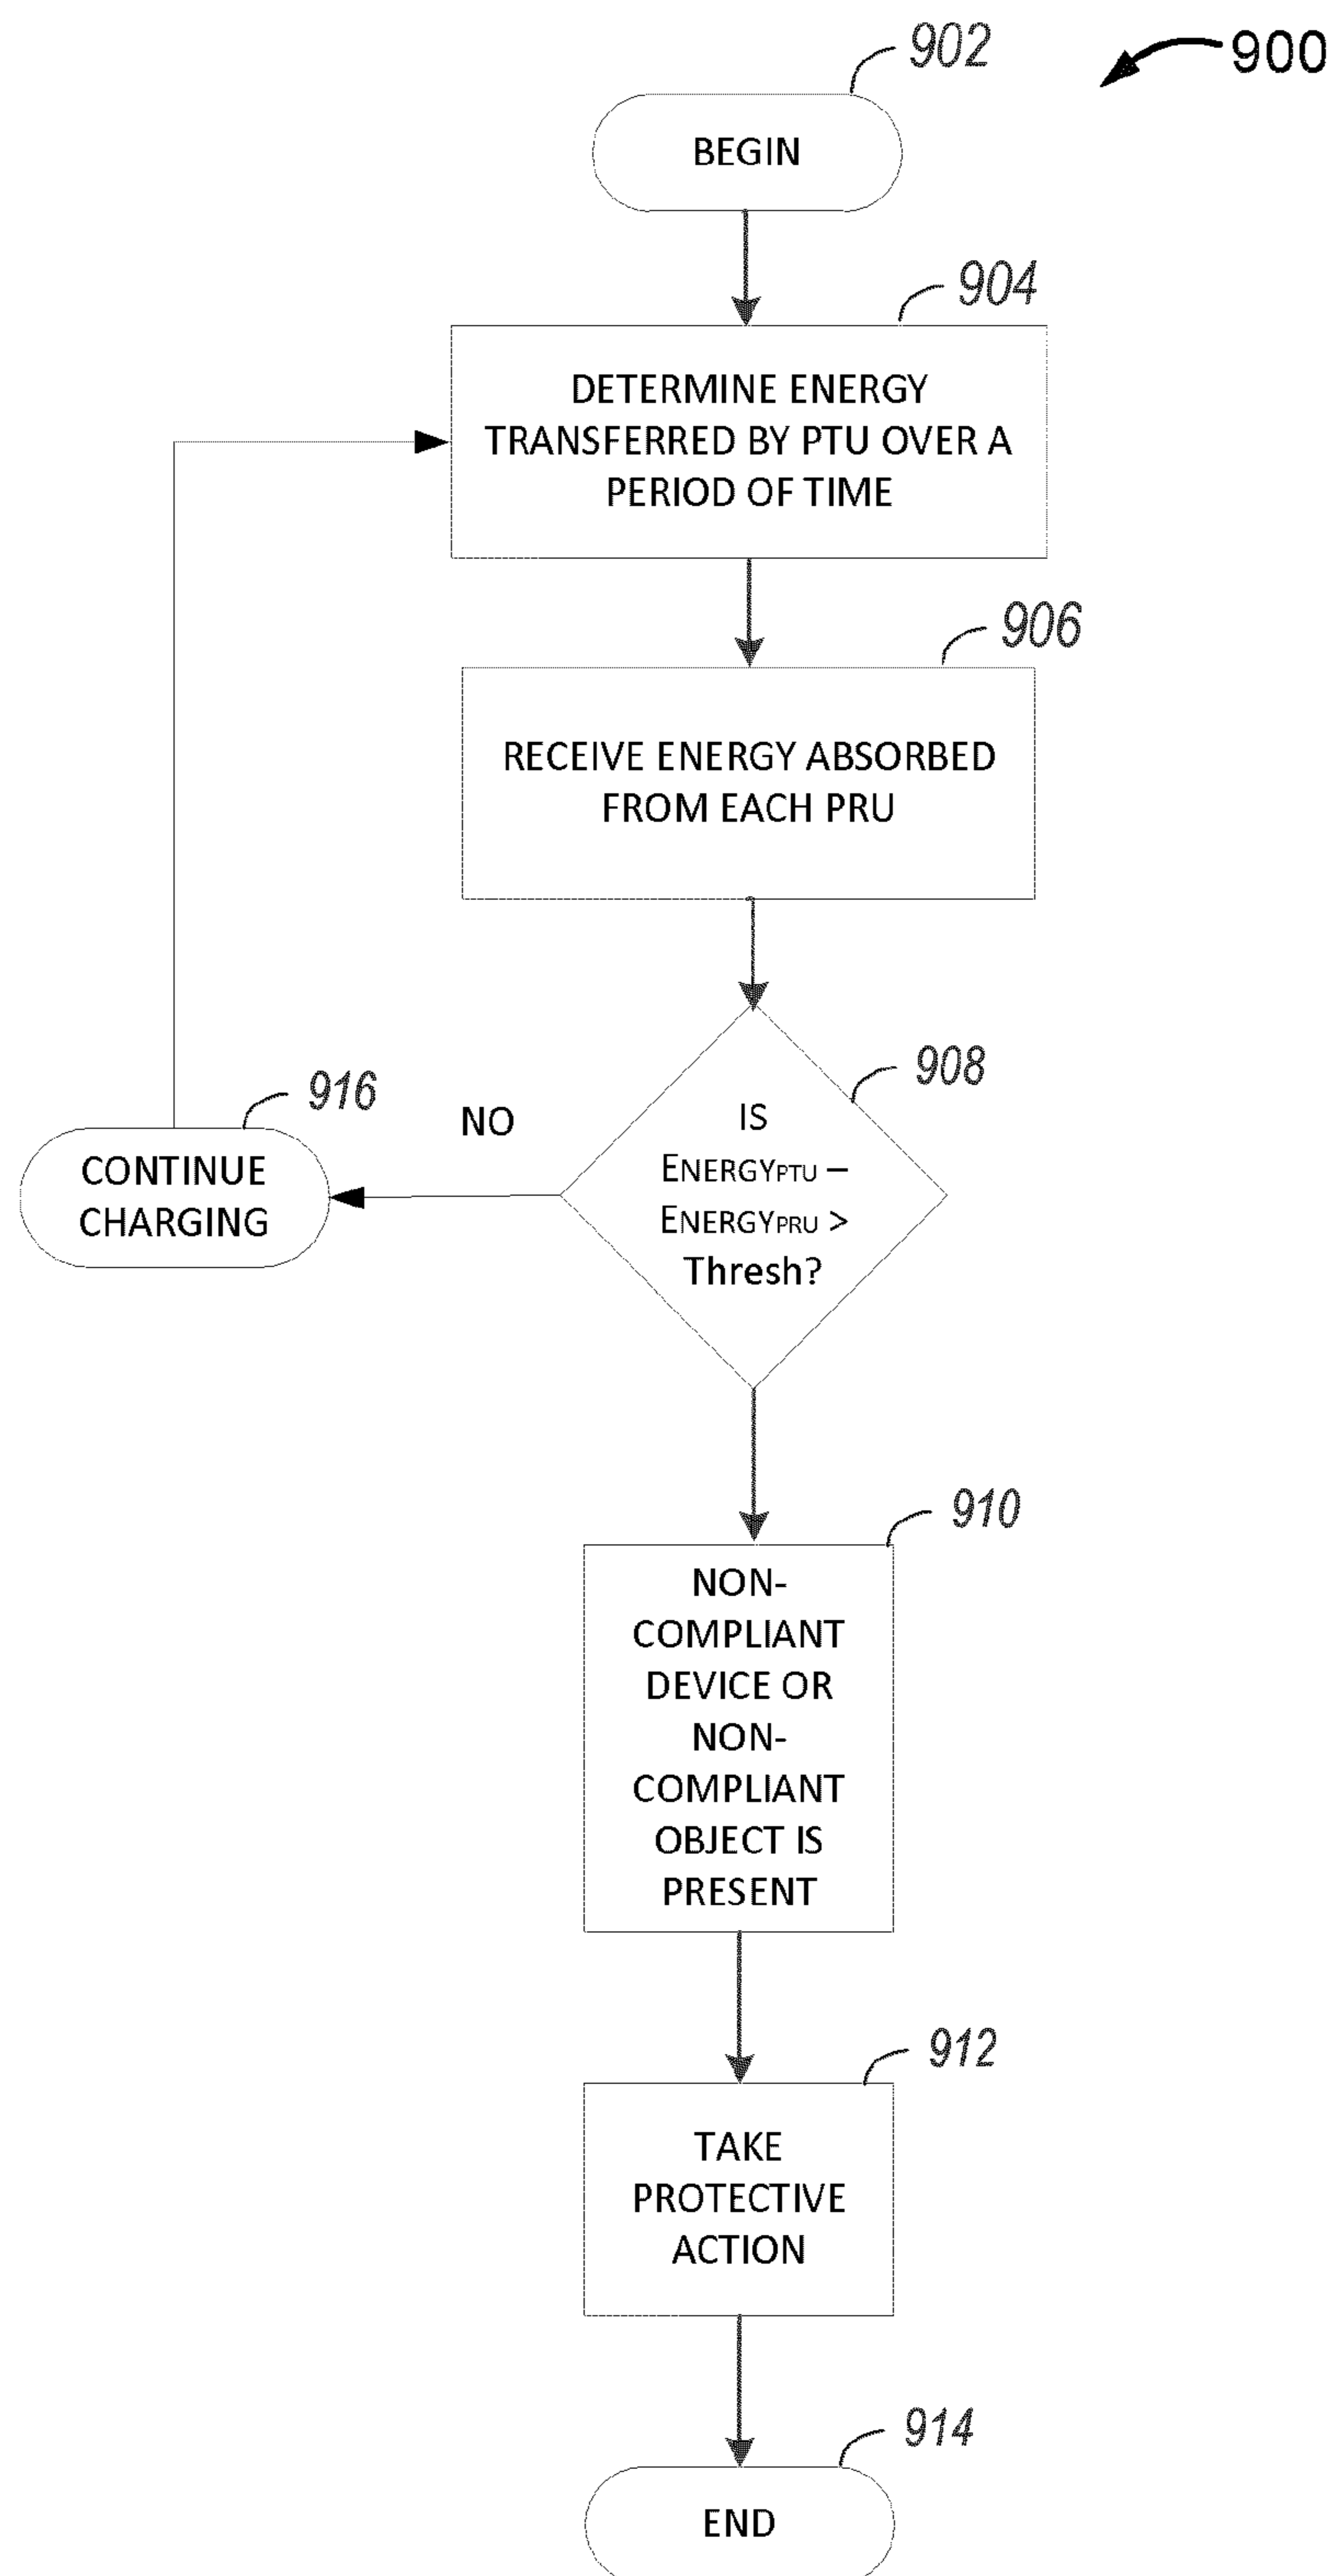 902
900
BEGIN
904
DETERMINE ENERGY
TRANSFERRED BY PTU OVER A
PERIOD OF TIME
906
RECEIVE ENERGY ABSORBED
FROM EACH PRU
908
916
NO
IS
ENERGYPTU –
ENERGYPRU >
Thresh?
CONTINUE
CHARGING
910
NON-
COMPLIANT
DEVICE OR
NON-
COMPLIANT
OBJECT IS
PRESENT
912
TAKE
PROTECTIVE
ACTION
914
END